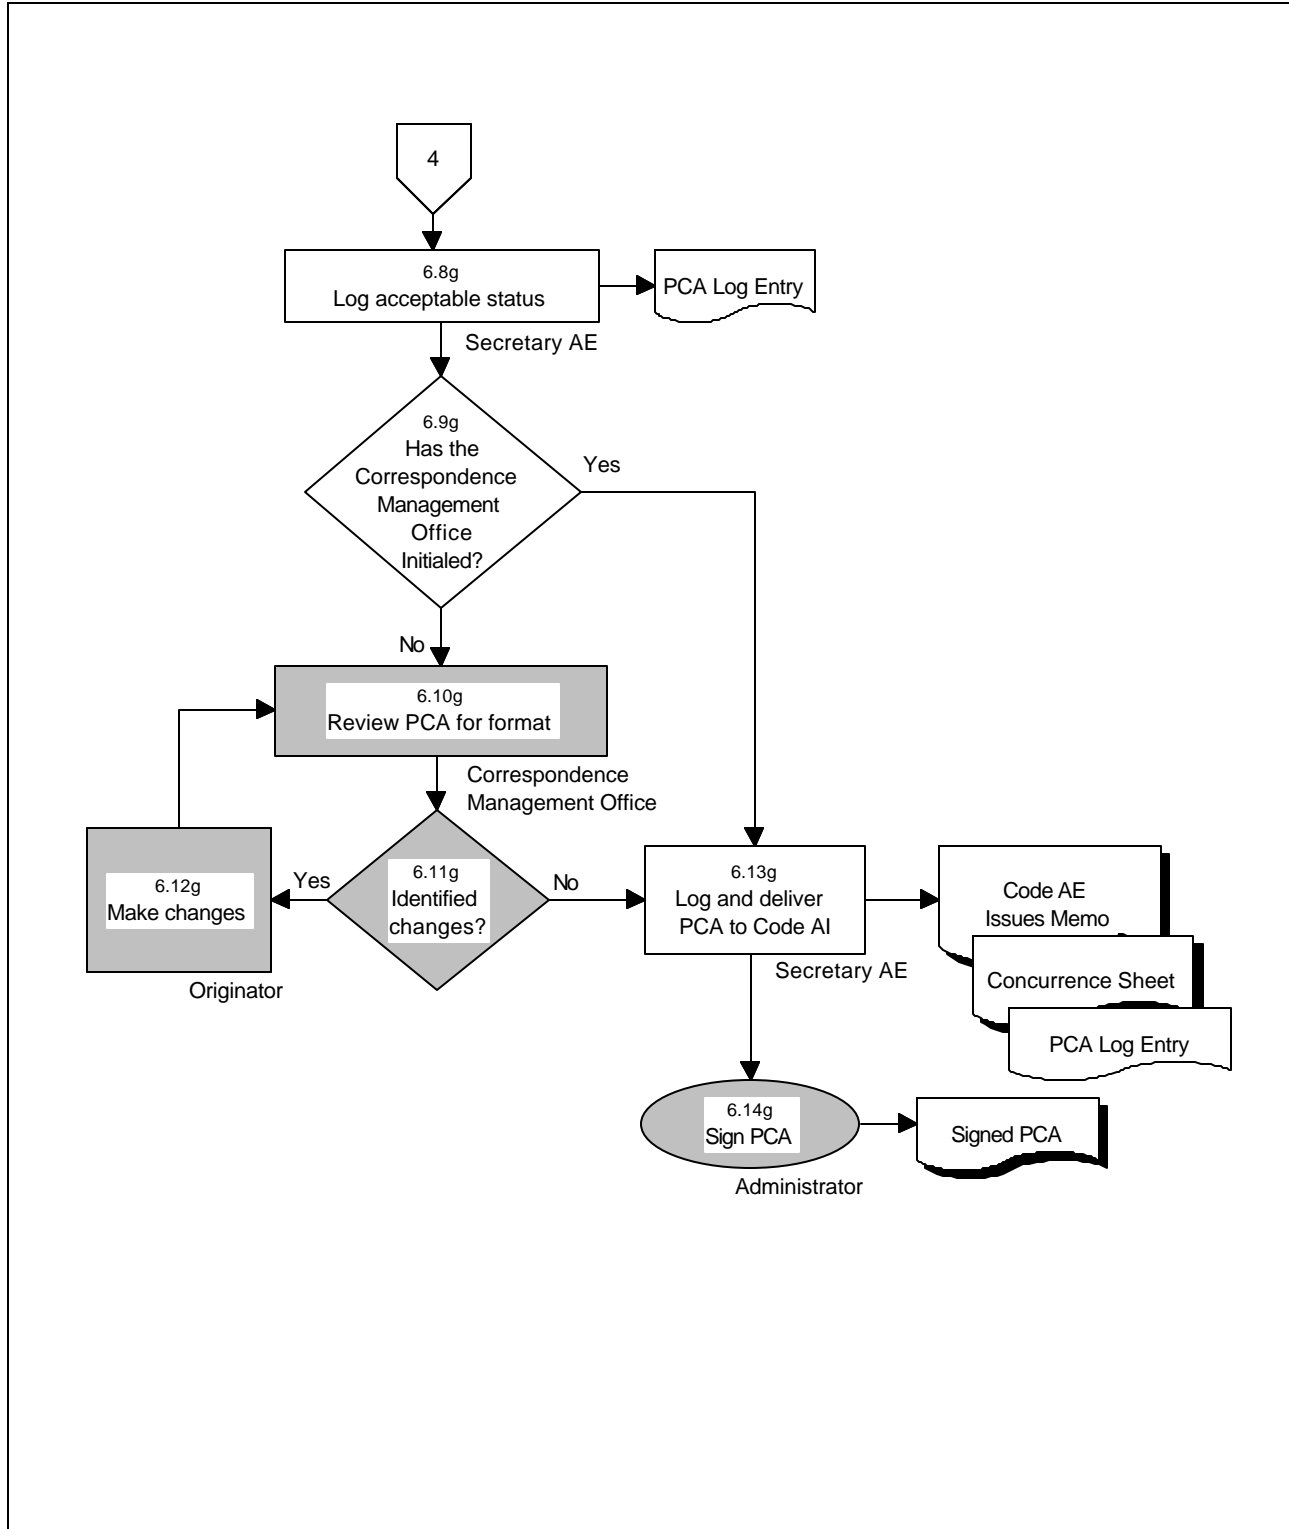 4
6.8g
Log acceptable status
PCA Log Entry
Secretary AE
6.9g
Has the
Correspondence
Management
Office
Initialed?
Yes
No
6.10g
Review PCA for format
Correspondence
Management Office
6.12g
Make changes
Originator
Yes
6.11g
Identified
changes?
No
6.13g
Log and deliver
PCA to Code AI
Secretary AE
Code AE
Issues Memo
Concurrence Sheet
PCA Log Entry
6.14g
Sign PCA
Administrator
Signed PCA